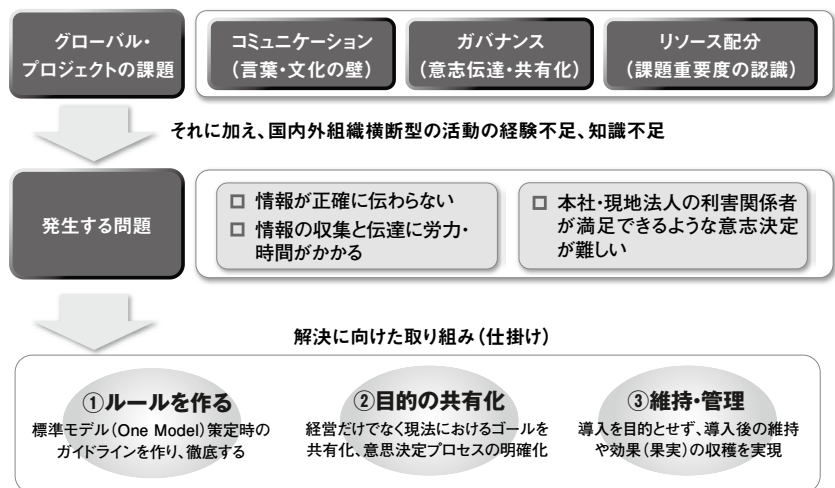 グローバル・
プロジェクトの課題
コミュニケーション
(言葉・文化の壁)
ガバナンス
(意志伝達・共有化)
リソース配分
(課題重要度の認識)
それに加え、国内外組織横断型の活動の経験不足、知識不足
発生する問題
□ 情報が正確に伝わらない
□ 情報の収集と伝達に労力・
時間がかかる
□ 本社・現地法人の利害関係者
が満足できるような意志決定
が難しい
解決に向けた取り組み(仕掛け)
①ルールを作る
標準モデル(One Model)策定時の
ガイドラインを作り、徹底する
②目的の共有化
経営だけでなく現法におけるゴールを
共有化、意思決定プロセスの明確化
③維持・管理
導入を目的とせず、導入後の維持
や効果(果実)の収穫を実現